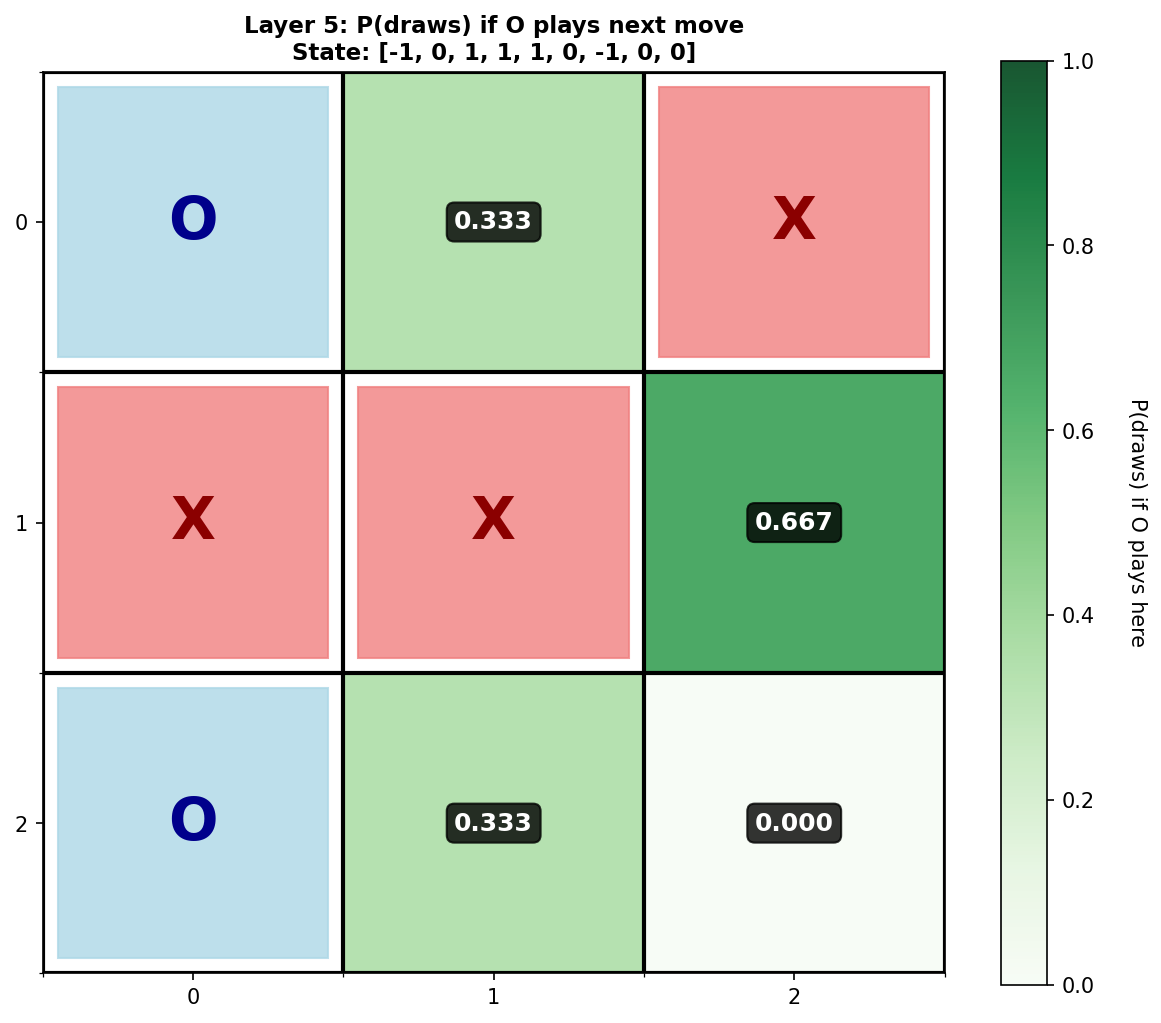 Layer 5: P(draws) if O plays next move
State: [-1, 0, 1, 1, 1, 0, -1, 0, 0]
0
O
0.333
X
1
X
X
0.667
2
O
0.333
0.000
0
1
2
1.0
0.8
0.6
0.4
0.2
0.0
P(draws) if O plays here